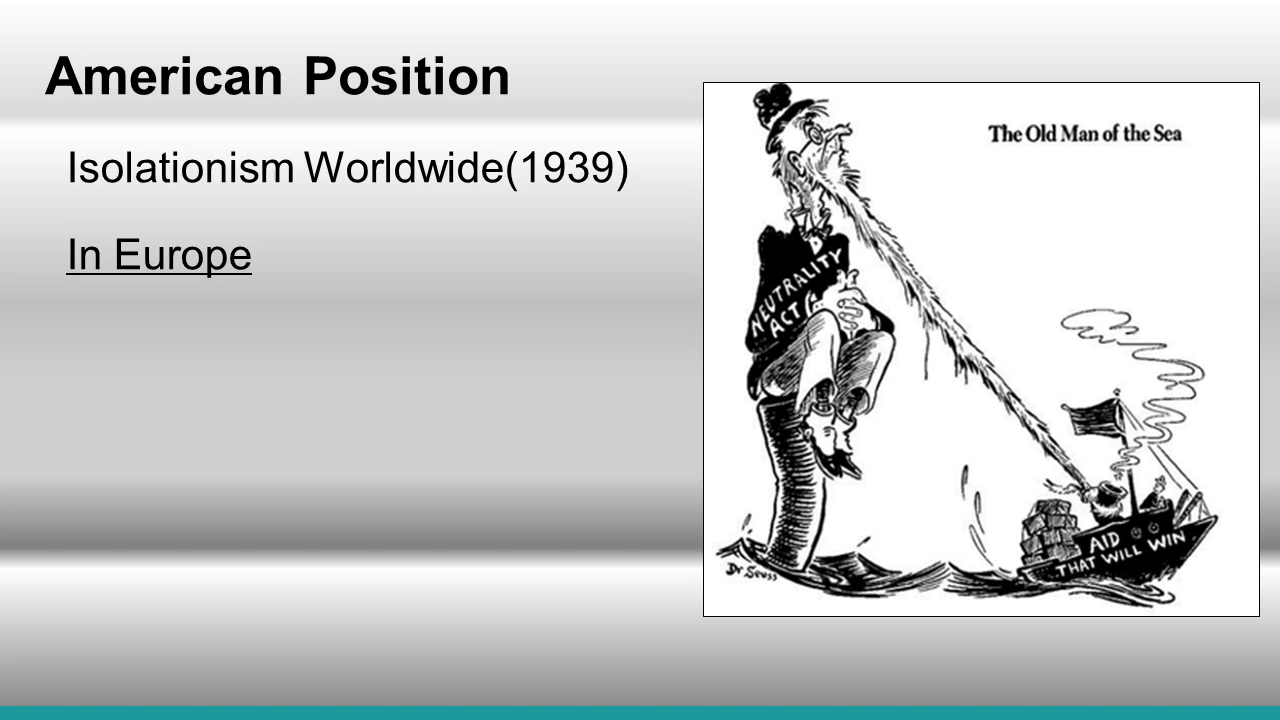 American Position
Isolationism Worldwide(1939)
In Europe
The Old Man of the Sea
NEUTRALITY
ACT
AID
THAT WILL WIN
Dr Seuss